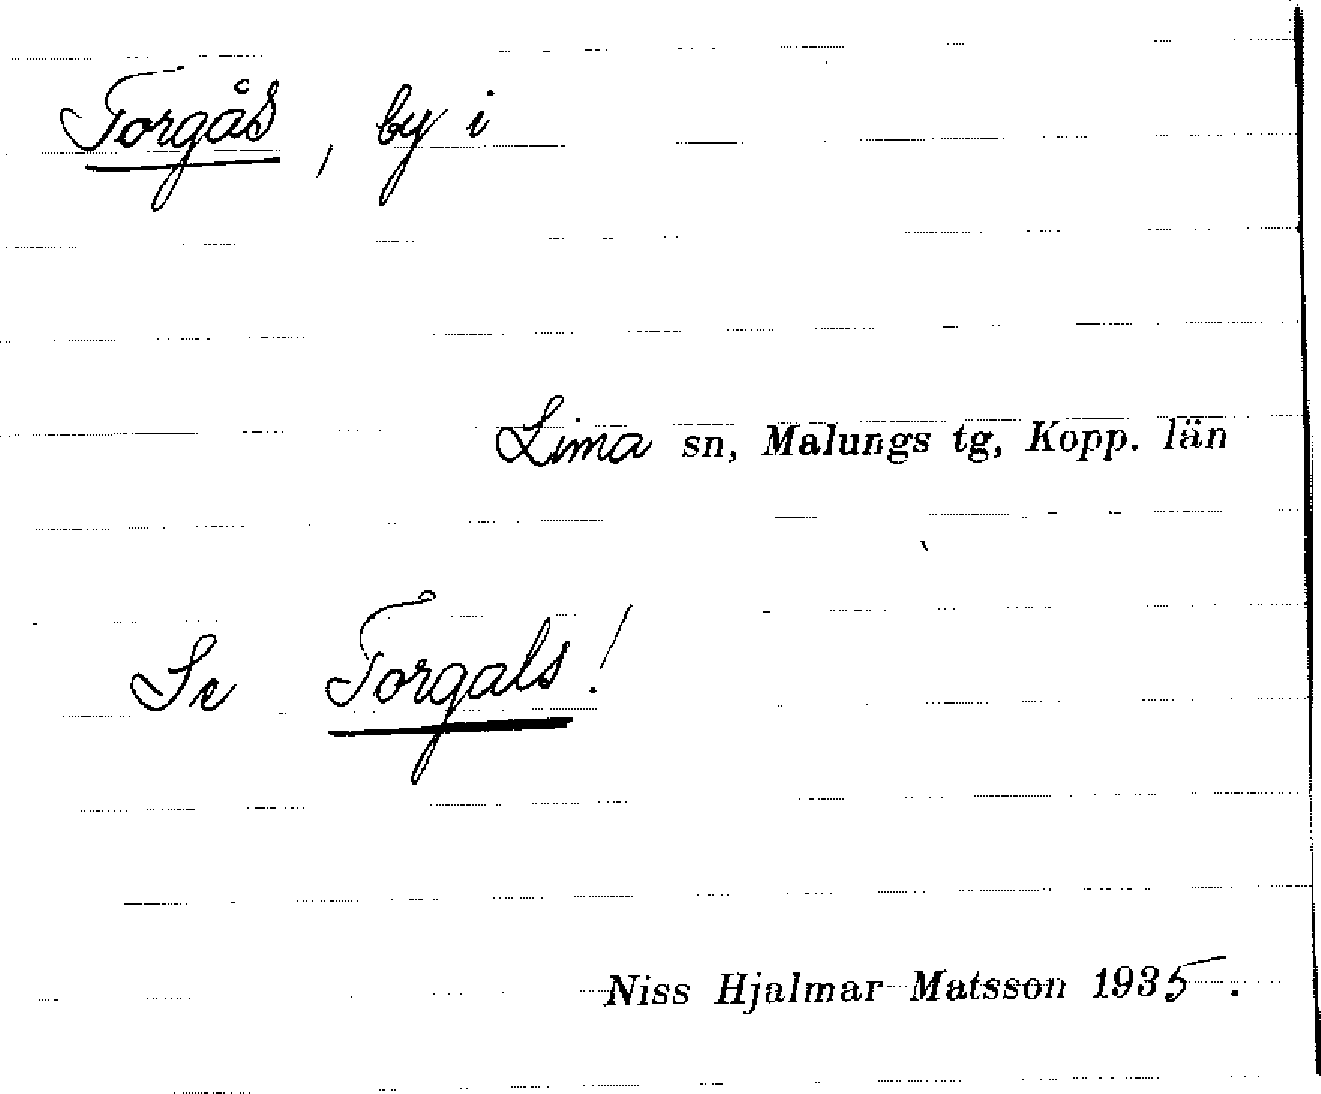 Torgås, by i
Lima sn, Malungs tg, Kopp. län
Se Torgals!
Niss Hjalmar Matsson 1935.